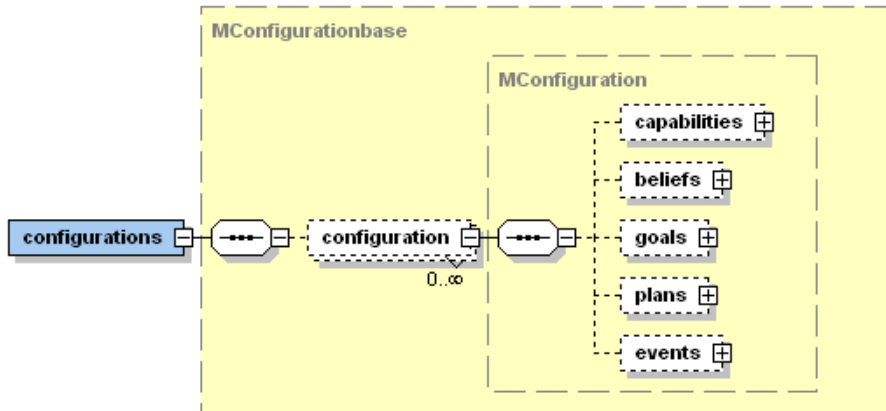 MConfigurationbase
MConfiguration
capabilities
beliefs
configurations
configuration
goals
0..∞
plans
events